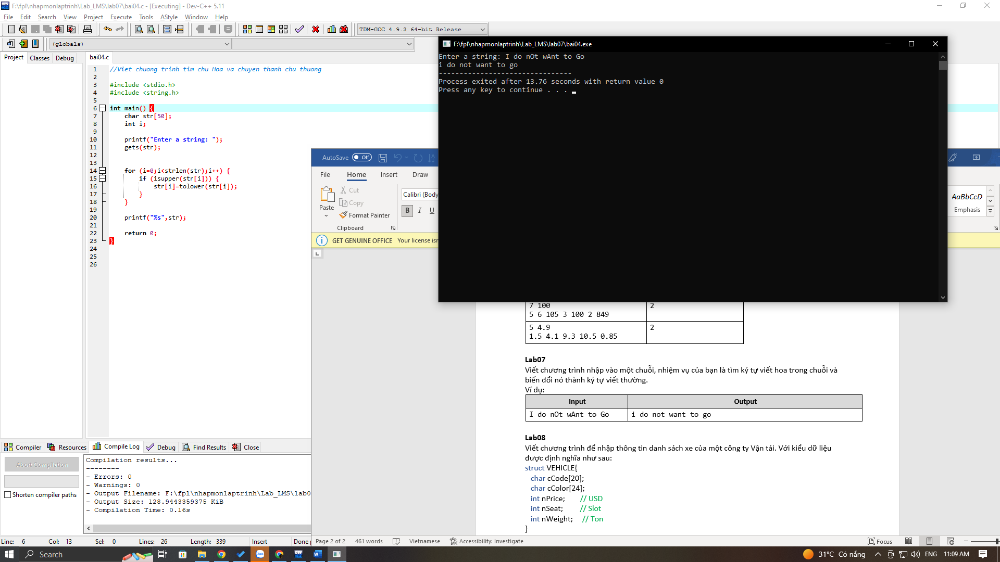 F:\fpl\nhapmonlaptrinh\Lab_LMS\lab07\bai04.c - [Executing] - Dev-C++ 5.11
File Edit Search View Project Execute Tools AStyle Window Help
TDM-GCC 4.9.2 64-bit Release
(globals)
Project Classes Debug
bai04.c
1 //Viet chuong trinh tim chu Hoa va chuyen thanh chu thuong
2
3 #include <stdio.h>
4 #include <string.h>
5
6 int main() {
7 char str[50];
8 int i;
9
10 printf("Enter a string: ");
11 gets(str);
12
13
14 for (i=0;i<strlen(str);i++) {
15 if (isupper(str[i])) {
16 str[i]=tolower(str[i]);
17 }
18 }
19
20 printf("%s",str);
21
22 return 0;
23 }
24
25
26
F:\fpl\nhapmonlaptrinh\Lab_LMS\lab07\bai04.exe
Enter a string: I do nOt wAnt to Go
i do not want to go
--------------------------------
Process exited after 13.76 seconds with return value 0
Press any key to continue . . .
AutoSave Off
File Home Insert Draw
Paste
Cut
Copy
Format Painter
Clipboard
Calibri (Body
B I U
AaBbCcD
Emphasis
GET GENUINE OFFICE Your license isn
7 100
5 6 105 3 100 2 849
2
5 4.9
1.5 4.1 9.3 10.5 0.85
2
Lab07
Viết chương trình nhập vào một chuỗi, nhiệm vụ của bạn là tìm ký tự viết hoa trong chuỗi và
biến đổi nó thành ký tự viết thường.
Ví dụ:
Input Output
I do nOt wAnt to Go i do not want to go
Lab08
Viết chương trình để nhập thông tin danh sách xe của một công ty Vận tải. Với kiểu dữ liệu
được định nghĩa như sau:
struct VEHICLE{
char cCode[20];
char cColor[24];
int nPrice; // USD
int nSeat; // Slot
int nWeight; // Ton
}
Compiler Resources Compile Log Debug Find Results Close
Abort Compilation
Shorten compiler paths
Compilation results...
--------
- Errors: 0
- Warnings: 0
- Output Filename: F:\fpl\nhapmonlaptrinh\Lab_LMS\lab0
- Output Size: 128.9443359375 KiB
- Compilation Time: 0.16s
Line: 6 Col: 13 Sel: 0 Lines: 26 Length: 339 Insert Done p
Page 2 of 2 461 words Vietnamese Accessibility: Investigate Focus
Search
Zalo
31°C Có nắng ENG 11:09 AM